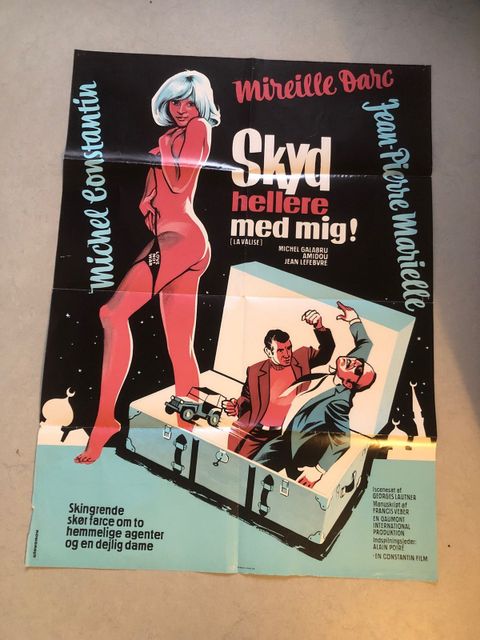 Mireille Darc
Michel Constantin
Jean Pierre Marielle
Skyd
hellere
med mig!
(LA VALISE)
MICHEL GALABRU
AMIDOU
JEAN LEFEBVRE
Skingrende
skør farce om to
hemmelige agenter
og en dejlig dame
Iscenesat af
GEORGES LAUTNER
Manuskript af
FRANCIS VEBER
EN GAUMONT
INTERNATIONAL
PRODUKTION
Indspilningsleder:
ALAIN POIRÉ
·EN CONSTANTIN FILM